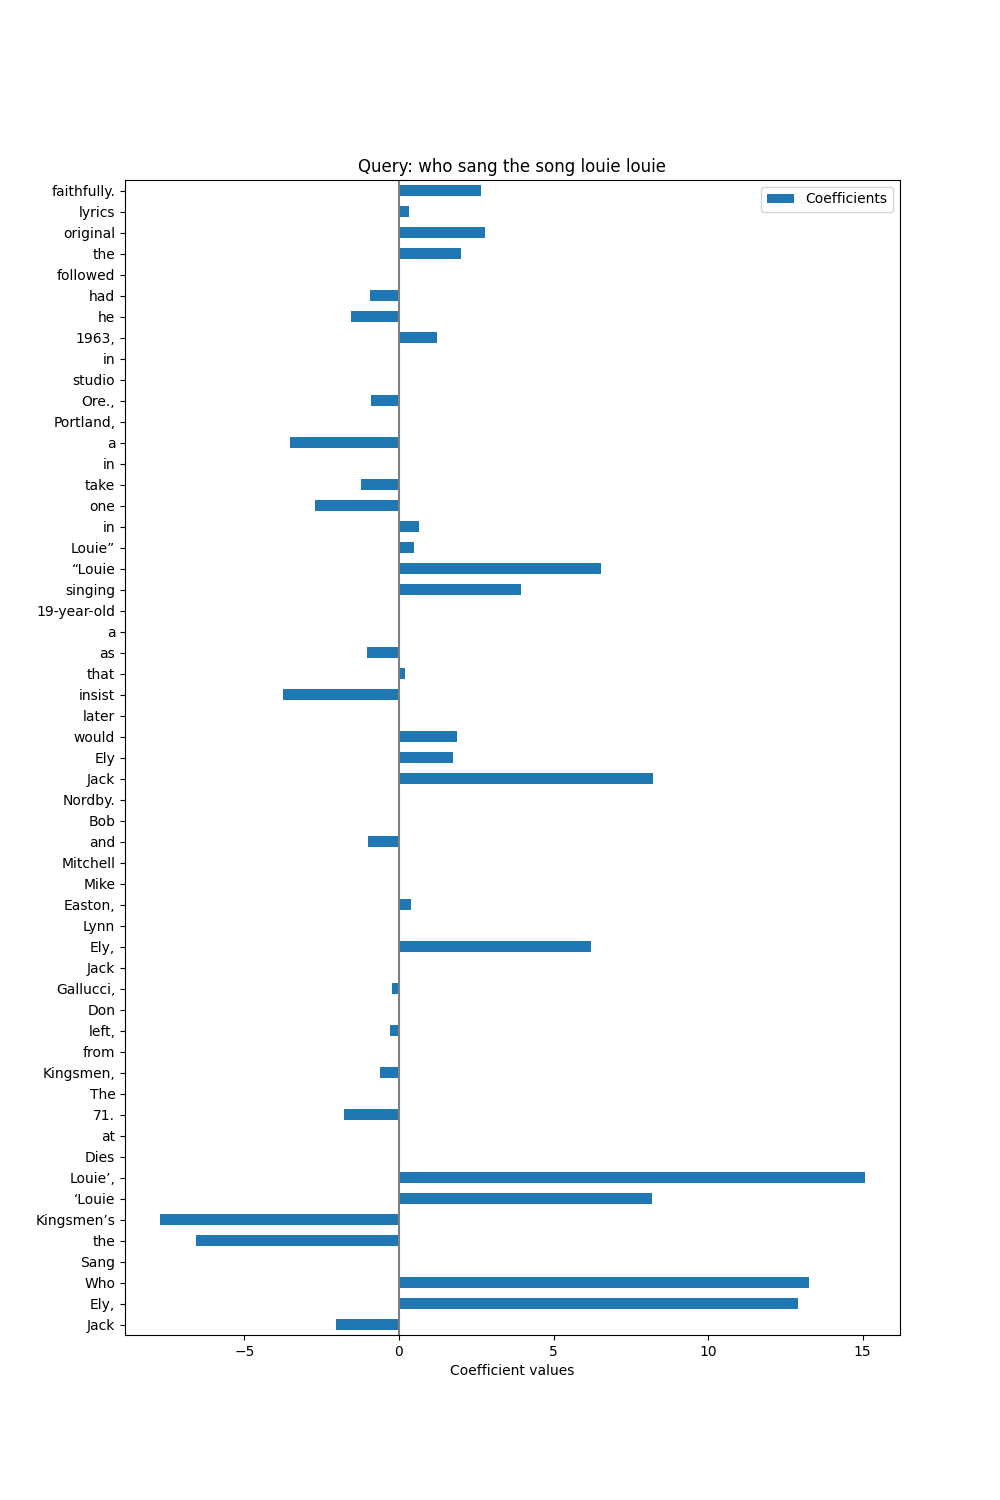 Query: who sang the song louie louie
Coefficients
faithfully.
lyrics
original
the
followed
had
he
1963,
in
studio
Ore.,
Portland,
a
in
take
one
in
Louie”
“Louie
singing
19-year-old
a
as
that
insist
later
would
Ely
Jack
Nordby.
Bob
and
Mitchell
Mike
Easton,
Lynn
Ely,
Jack
Gallucci,
Don
left,
from
Kingsmen,
The
71.
at
Dies
Louie’,
‘Louie
Kingsmen’s
the
Sang
Who
Ely,
Jack
−5 0 5 10 15
Coefficient values